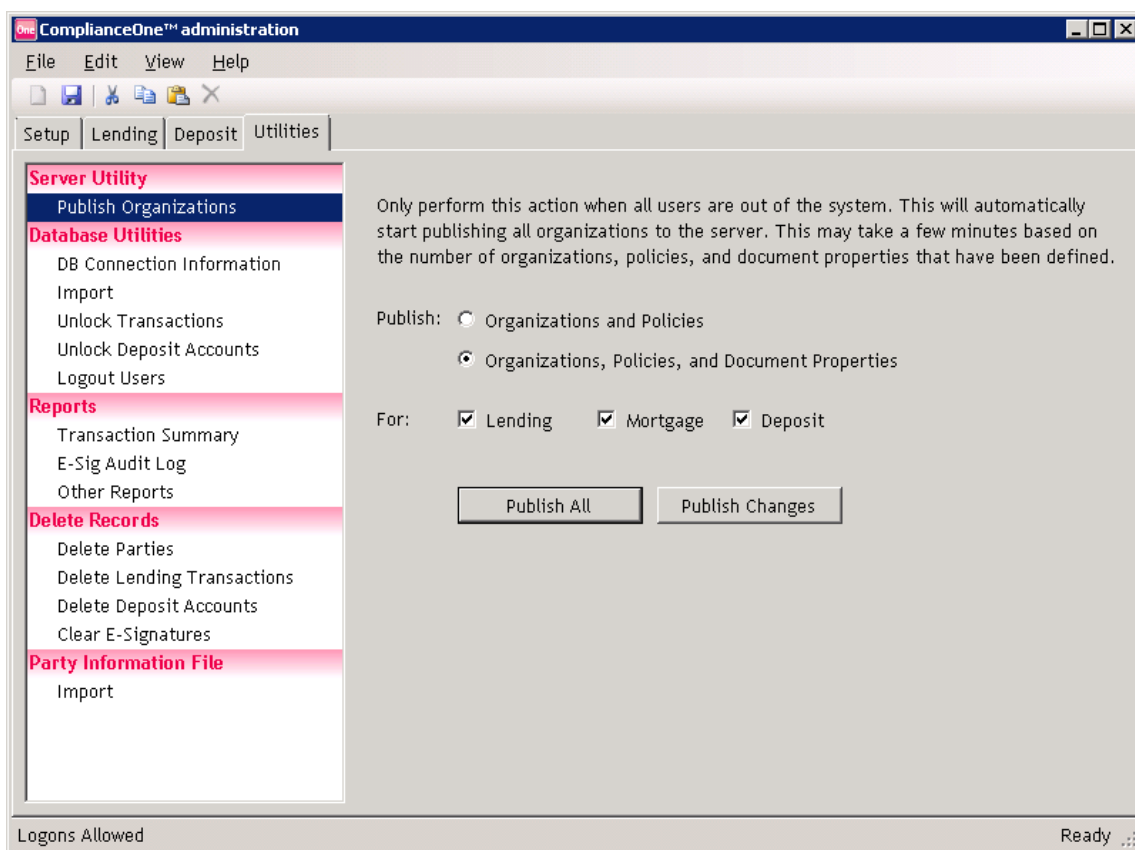 One ComplianceOne™ administration
File Edit View Help
Setup Lending Deposit Utilities
Server Utility
Publish Organizations
Database Utilities
DB Connection Information
Import
Unlock Transactions
Unlock Deposit Accounts
Logout Users
Reports
Transaction Summary
E-Sig Audit Log
Other Reports
Delete Records
Delete Parties
Delete Lending Transactions
Delete Deposit Accounts
Clear E-Signatures
Party Information File
Import
Only perform this action when all users are out of the system. This will automatically
start publishing all organizations to the server. This may take a few minutes based on
the number of organizations, policies, and document properties that have been defined.
Publish: Organizations and Policies
Organizations, Policies, and Document Properties
For: Lending Mortgage Deposit
Publish All Publish Changes
Logons Allowed Ready